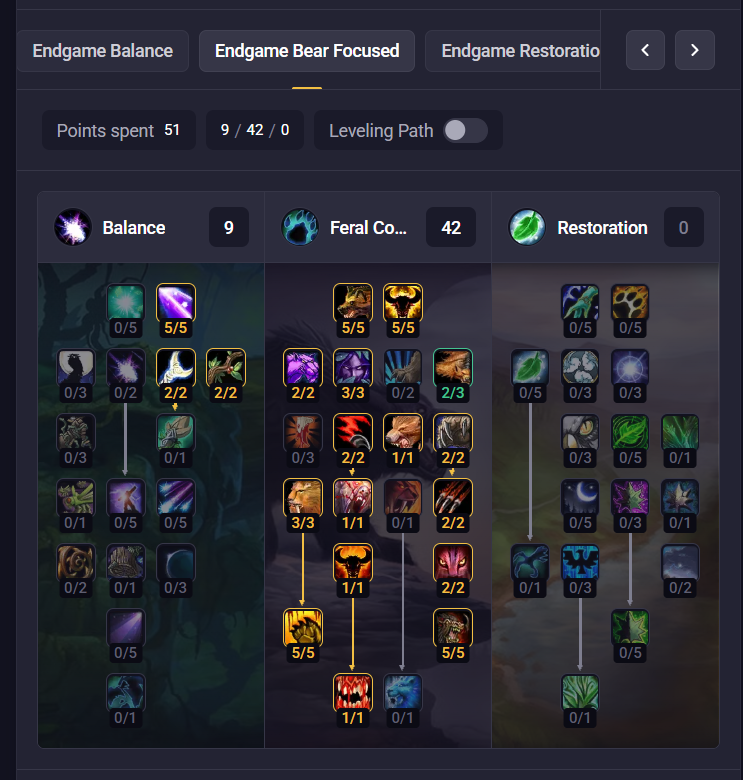 Endgame Balance Endgame Bear Focused Endgame Restoratio
Points spent 51 9 / 42 / 0 Leveling Path
Balance 9 Feral Co... 42 Restoration 0
0/5 5/5 5/5 5/5 0/5 0/5
0/3 0/2 2/2 2/2 2/2 3/3 0/2 2/3 0/5 0/3 0/3
0/3 0/1 0/3 2/2 1/1 2/2 0/3 0/5 0/1
0/1 0/5 0/5 3/3 1/1 0/1 2/2 0/5 0/3 0/1
0/2 0/1 0/3 1/1 2/2 0/1 0/3 0/2
0/5 5/5 5/5 0/5
0/1 1/1 0/1 0/1